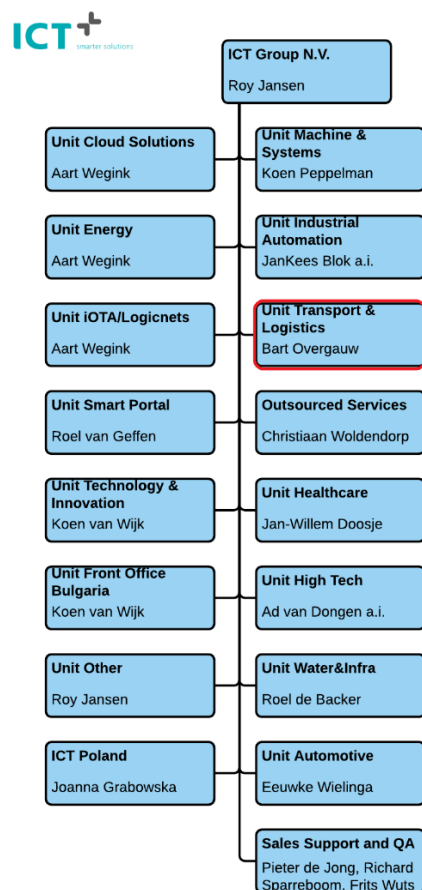 ICT
smarter solutions
ICT Group N.V.
Roy Jansen
Unit Cloud Solutions
Aart Wegink
Unit Machine &
Systems
Koen Peppelman
Unit Energy
Aart Wegink
Unit Industrial
Automation
JanKees Blok a.i.
Unit iOTA/Logicnets
Aart Wegink
Unit Transport &
Logistics
Bart Overgauw
Unit Smart Portal
Roel van Geffen
Outsourced Services
Christiaan Woldendorp
Unit Technology &
Innovation
Koen van Wijk
Unit Healthcare
Jan-Willem Doosje
Unit Front Office
Bulgaria
Koen van Wijk
Unit High Tech
Ad van Dongen a.i.
Unit Other
Roy Jansen
Unit Water&Infra
Roel de Backer
ICT Poland
Joanna Grabowska
Unit Automotive
Eeuwke Wielinga
Sales Support and QA
Pieter de Jong, Richard
Sparreboom, Frits Wuts